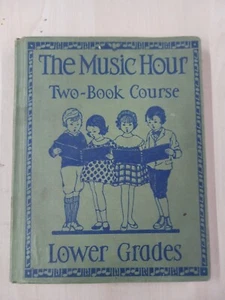 The Music Hour
Two-Book Course
Lower Grades